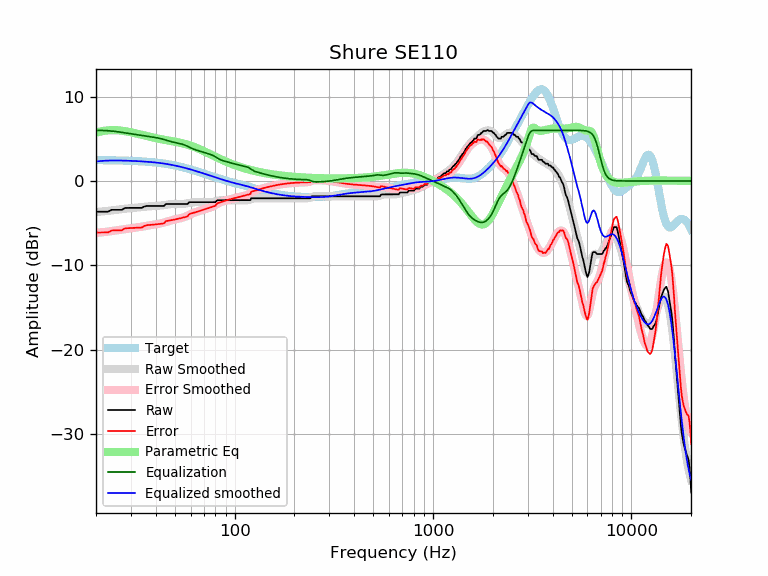 Shure SE110
Amplitude (dBr)
10
0
−10
−20
−30
Target
Raw Smoothed
Error Smoothed
Raw
Error
Parametric Eq
Equalization
Equalized smoothed
100 1000 10000
Frequency (Hz)